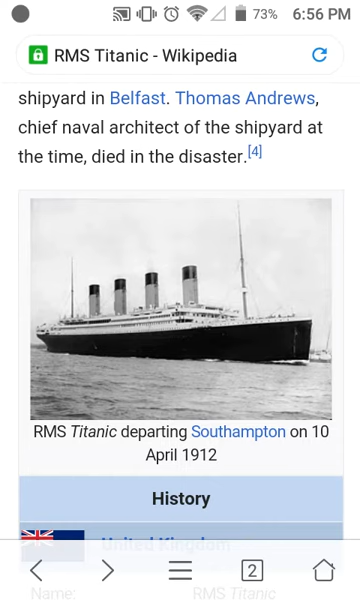 73% 6:56 PM
RMS Titanic - Wikipedia
shipyard in Belfast. Thomas Andrews,
chief naval architect of the shipyard at
the time, died in the disaster.[4]
RMS Titanic departing Southampton on 10
April 1912
History
United Kingdom
2
Name: RMS Titanic